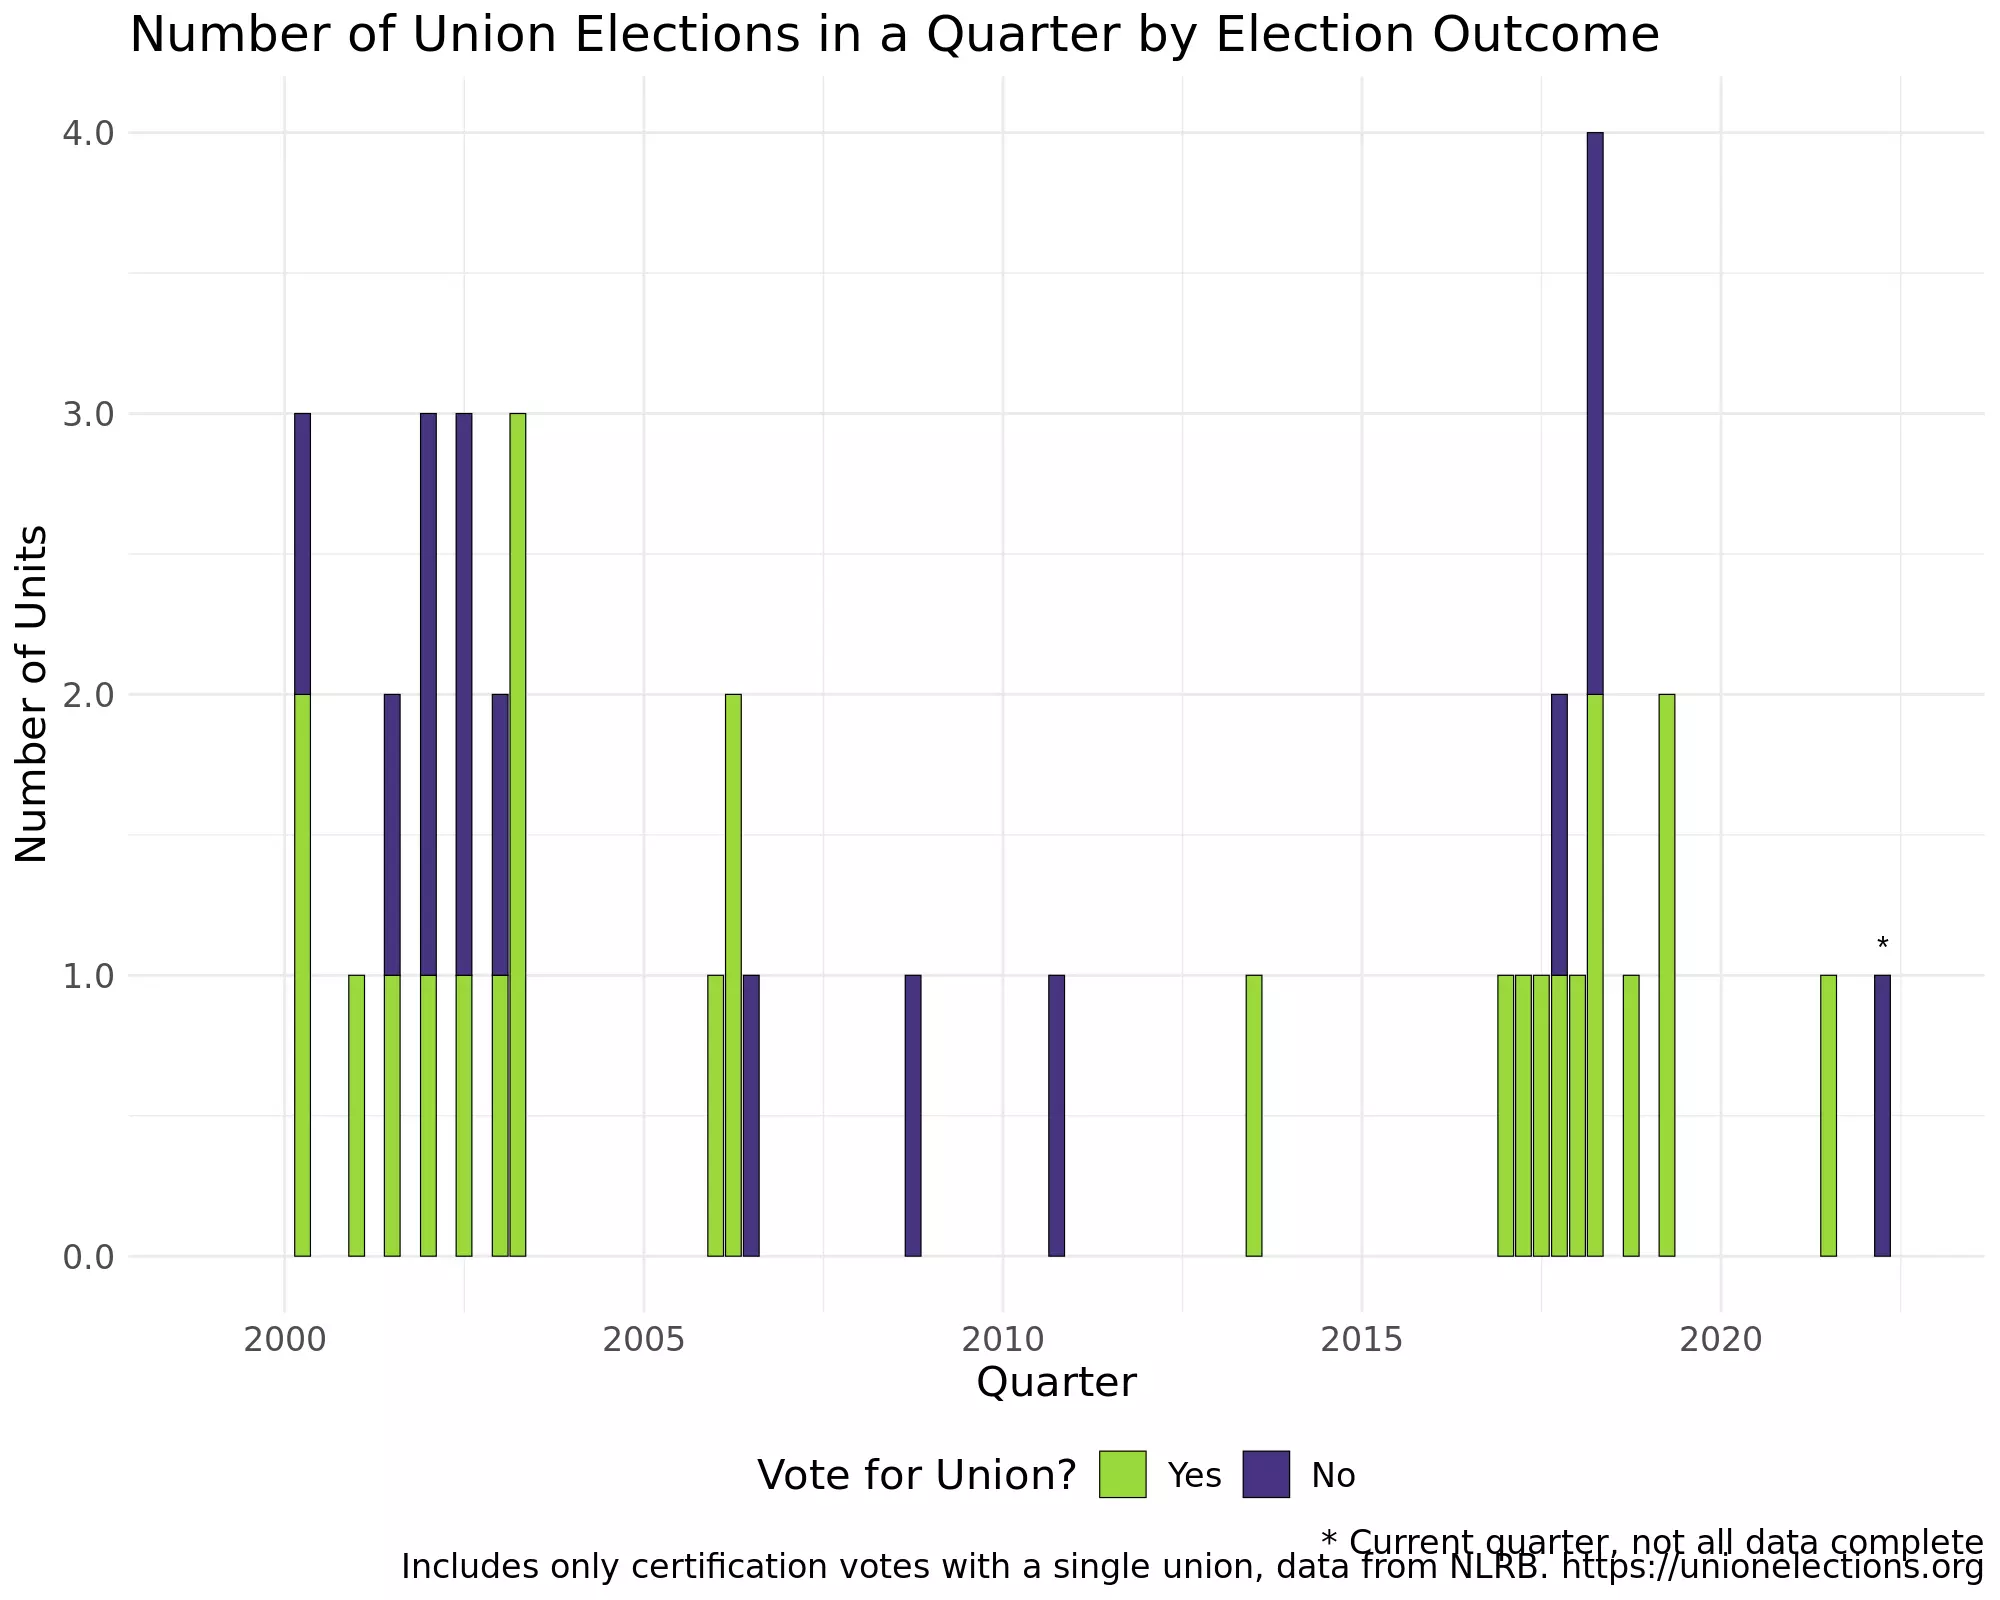 Number of Union Elections in a Quarter by Election Outcome
Number of Units
4.0
3.0
2.0
1.0
0.0
*
2000 2005 2010 2015 2020
Quarter
Vote for Union? Yes No
* Current quarter, not all data complete
Includes only certification votes with a single union, data from NLRB. https://unionelections.org